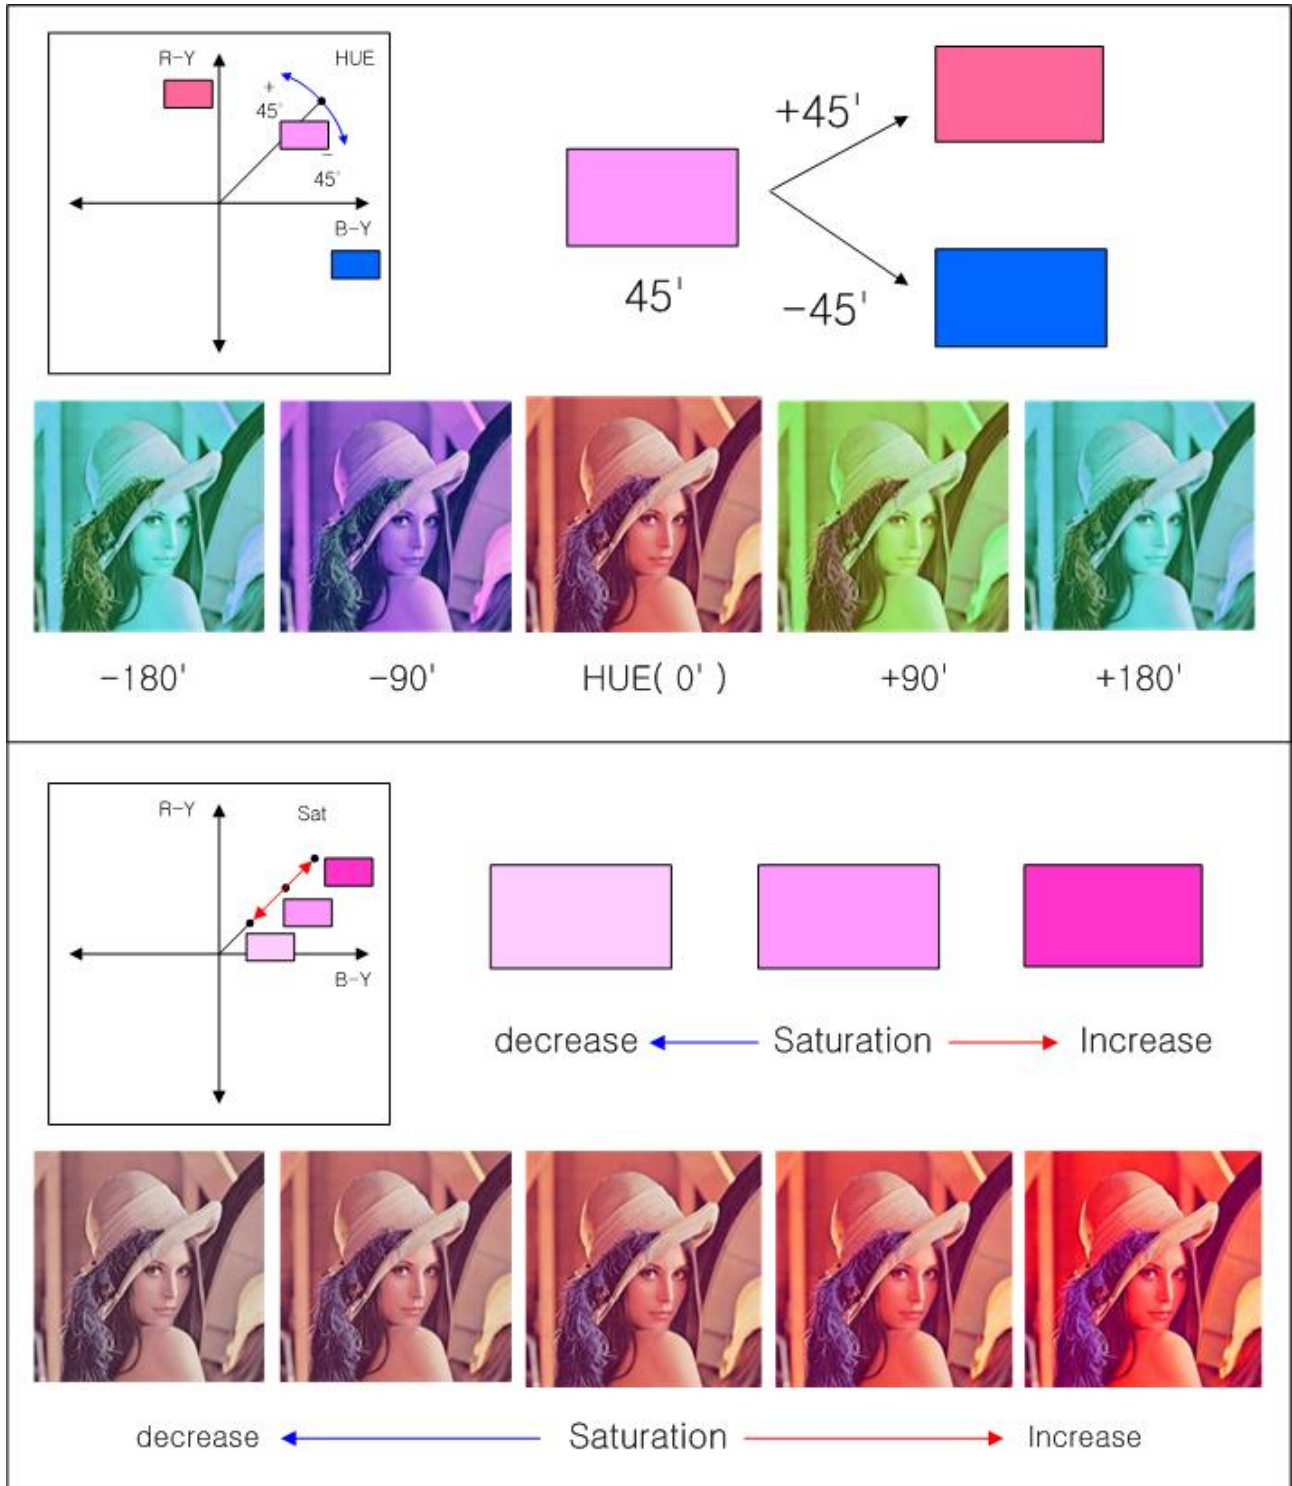 R-Y
HUE
+
45°
−
45°
B-Y
+45'
45'
-45'
-180'
-90'
HUE( 0' )
+90'
+180'
R-Y
Sat
B-Y
decrease
Saturation
Increase
decrease
Saturation
Increase